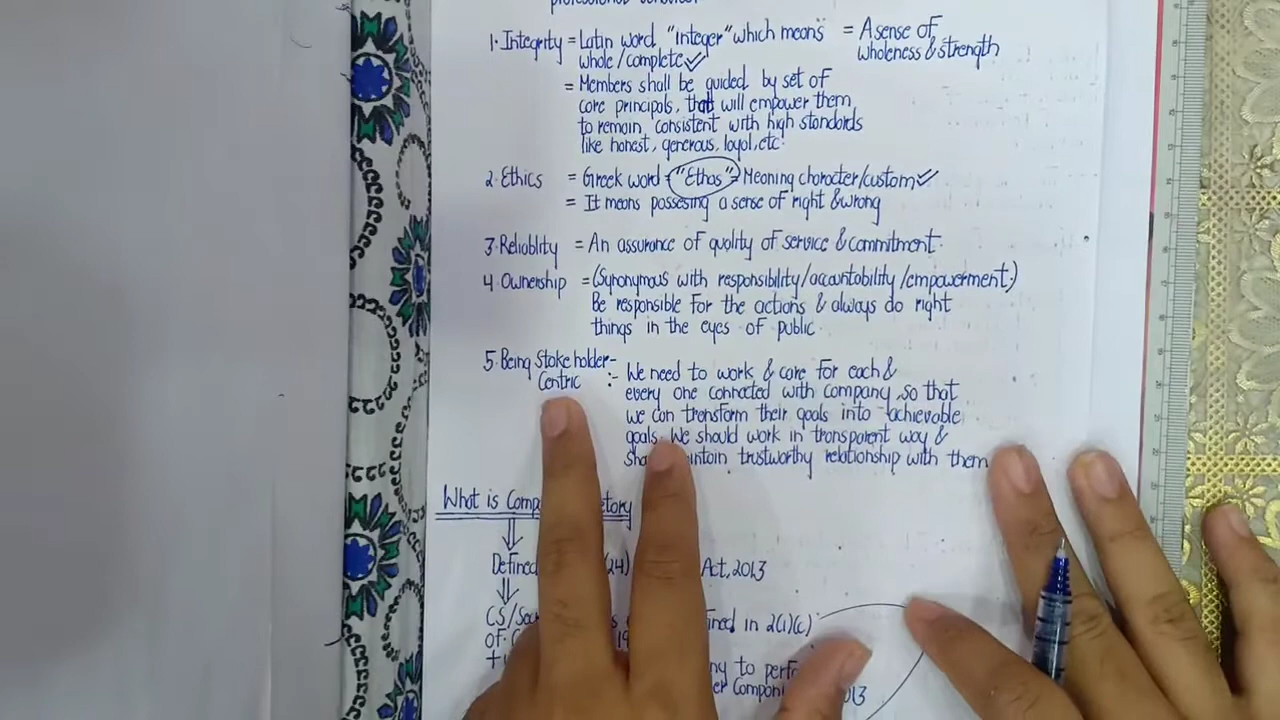 1. Integrity = Latin word "integer" which means = A sense of
whole/complete wholeness & strength
= Members shall be guided by set of
core principals, that will empower them
to remain consistent with high standards
like honest, generous, loyal, etc.
2. Ethics = Greek word - "Ethos" = Meaning character/custom
= It means possesing a sense of right & wrong
3. Reliablity = An assurance of quality of service & commitment.
4. Ownership = (Synonymous with responsibility/accountability/empowerment.)
Be responsible for the actions & always do right
things in the eyes of public.
5. Being Stakeholder- :- We need to work & care for each &
Centric every one connected with company, so that
we can transform their goals into achievable
goals. We should work in transparent way &
trustworthy relationship with them
What is
Defined (24) Act, 2013
CS/ in 2(1)(c)
of
to